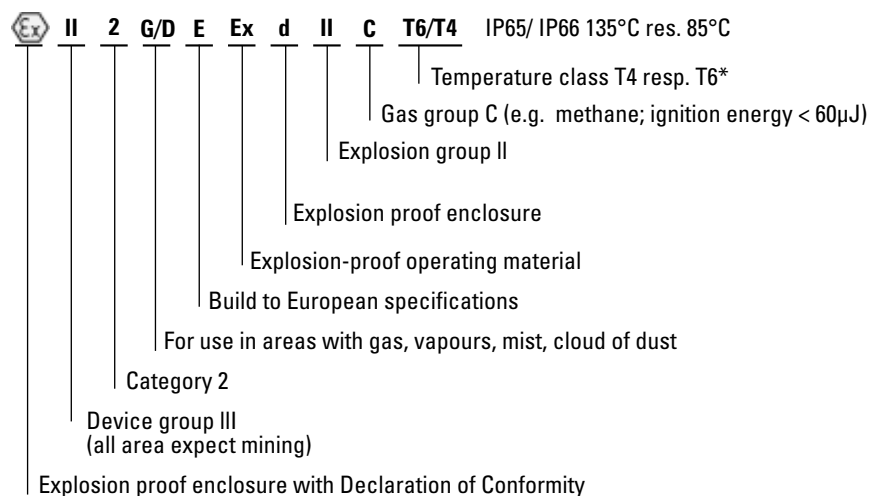 Ex II 2 G/D E Ex d II C T6/T4 IP65/ IP66 135°C res. 85°C
Temperature class T4 resp. T6*
Gas group C (e.g. methane; ignition energy < 60µJ)
Explosion group II
Explosion proof enclosure
Explosion-proof operating material
Build to European specifications
For use in areas with gas, vapours, mist, cloud of dust
Category 2
Device group III
(all area expect mining)
Explosion proof enclosure with Declaration of Conformity